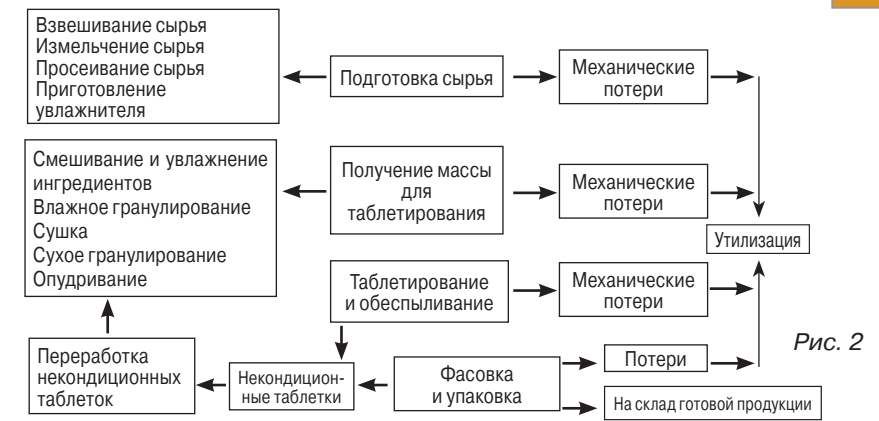 Взвешивание сырья
Измельчение сырья
Просеивание сырья
Приготовление
увлажнителя
Подготовка сырья
Механические
потери
Смешивание и увлажнение
ингредиентов
Влажное гранулирование
Сушка
Сухое гранулирование
Опудривание
Получение массы
для
таблетирования
Механические
потери
Утилизация
Таблетирование
и обеспыливание
Механические
потери
Рис. 2
Переработка
некондиционных
таблеток
Некондицион-
ные таблетки
Фасовка
и упаковка
Потери
На склад готовой продукции